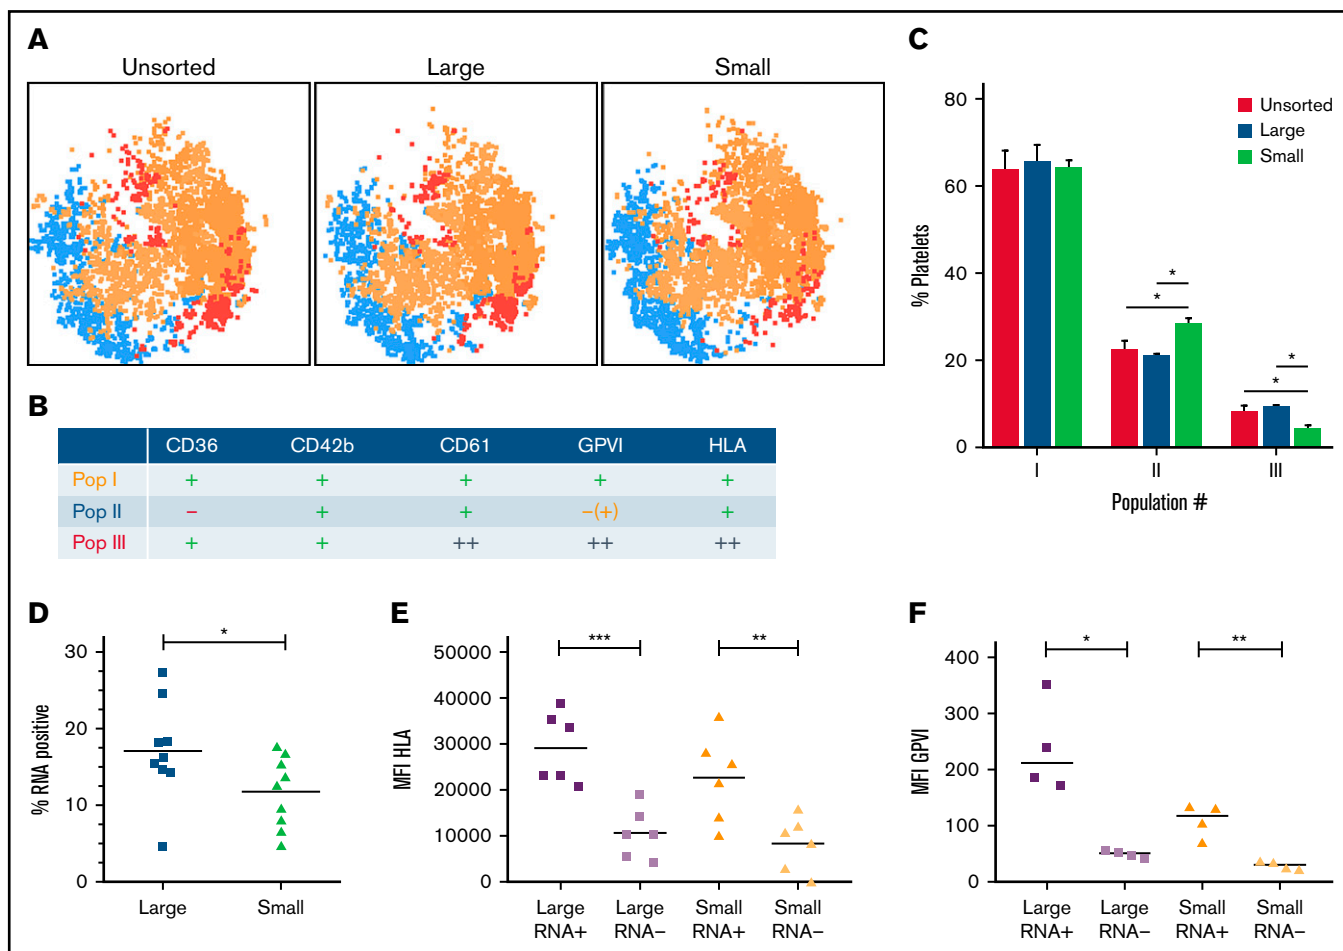 A
Unsorted Large Small
B
CD36 CD42b CD61 GPVI HLA
Pop I + + + + +
Pop II – + + –(+) +
Pop III + + ++ ++ ++
C
% Platelets
80
60
40
20
0
Unsorted
Large
Small
* *
* *
I II III
Population #
D
% RNA positive
30
20
10
0
*
Large Small
E
MFI HLA
50000
40000
30000
20000
10000
0
*** **
Large RNA+ Large RNA– Small RNA+ Small RNA–
F
MFI GPVI
400
300
200
100
0
* **
Large RNA+ Large RNA– Small RNA+ Small RNA–